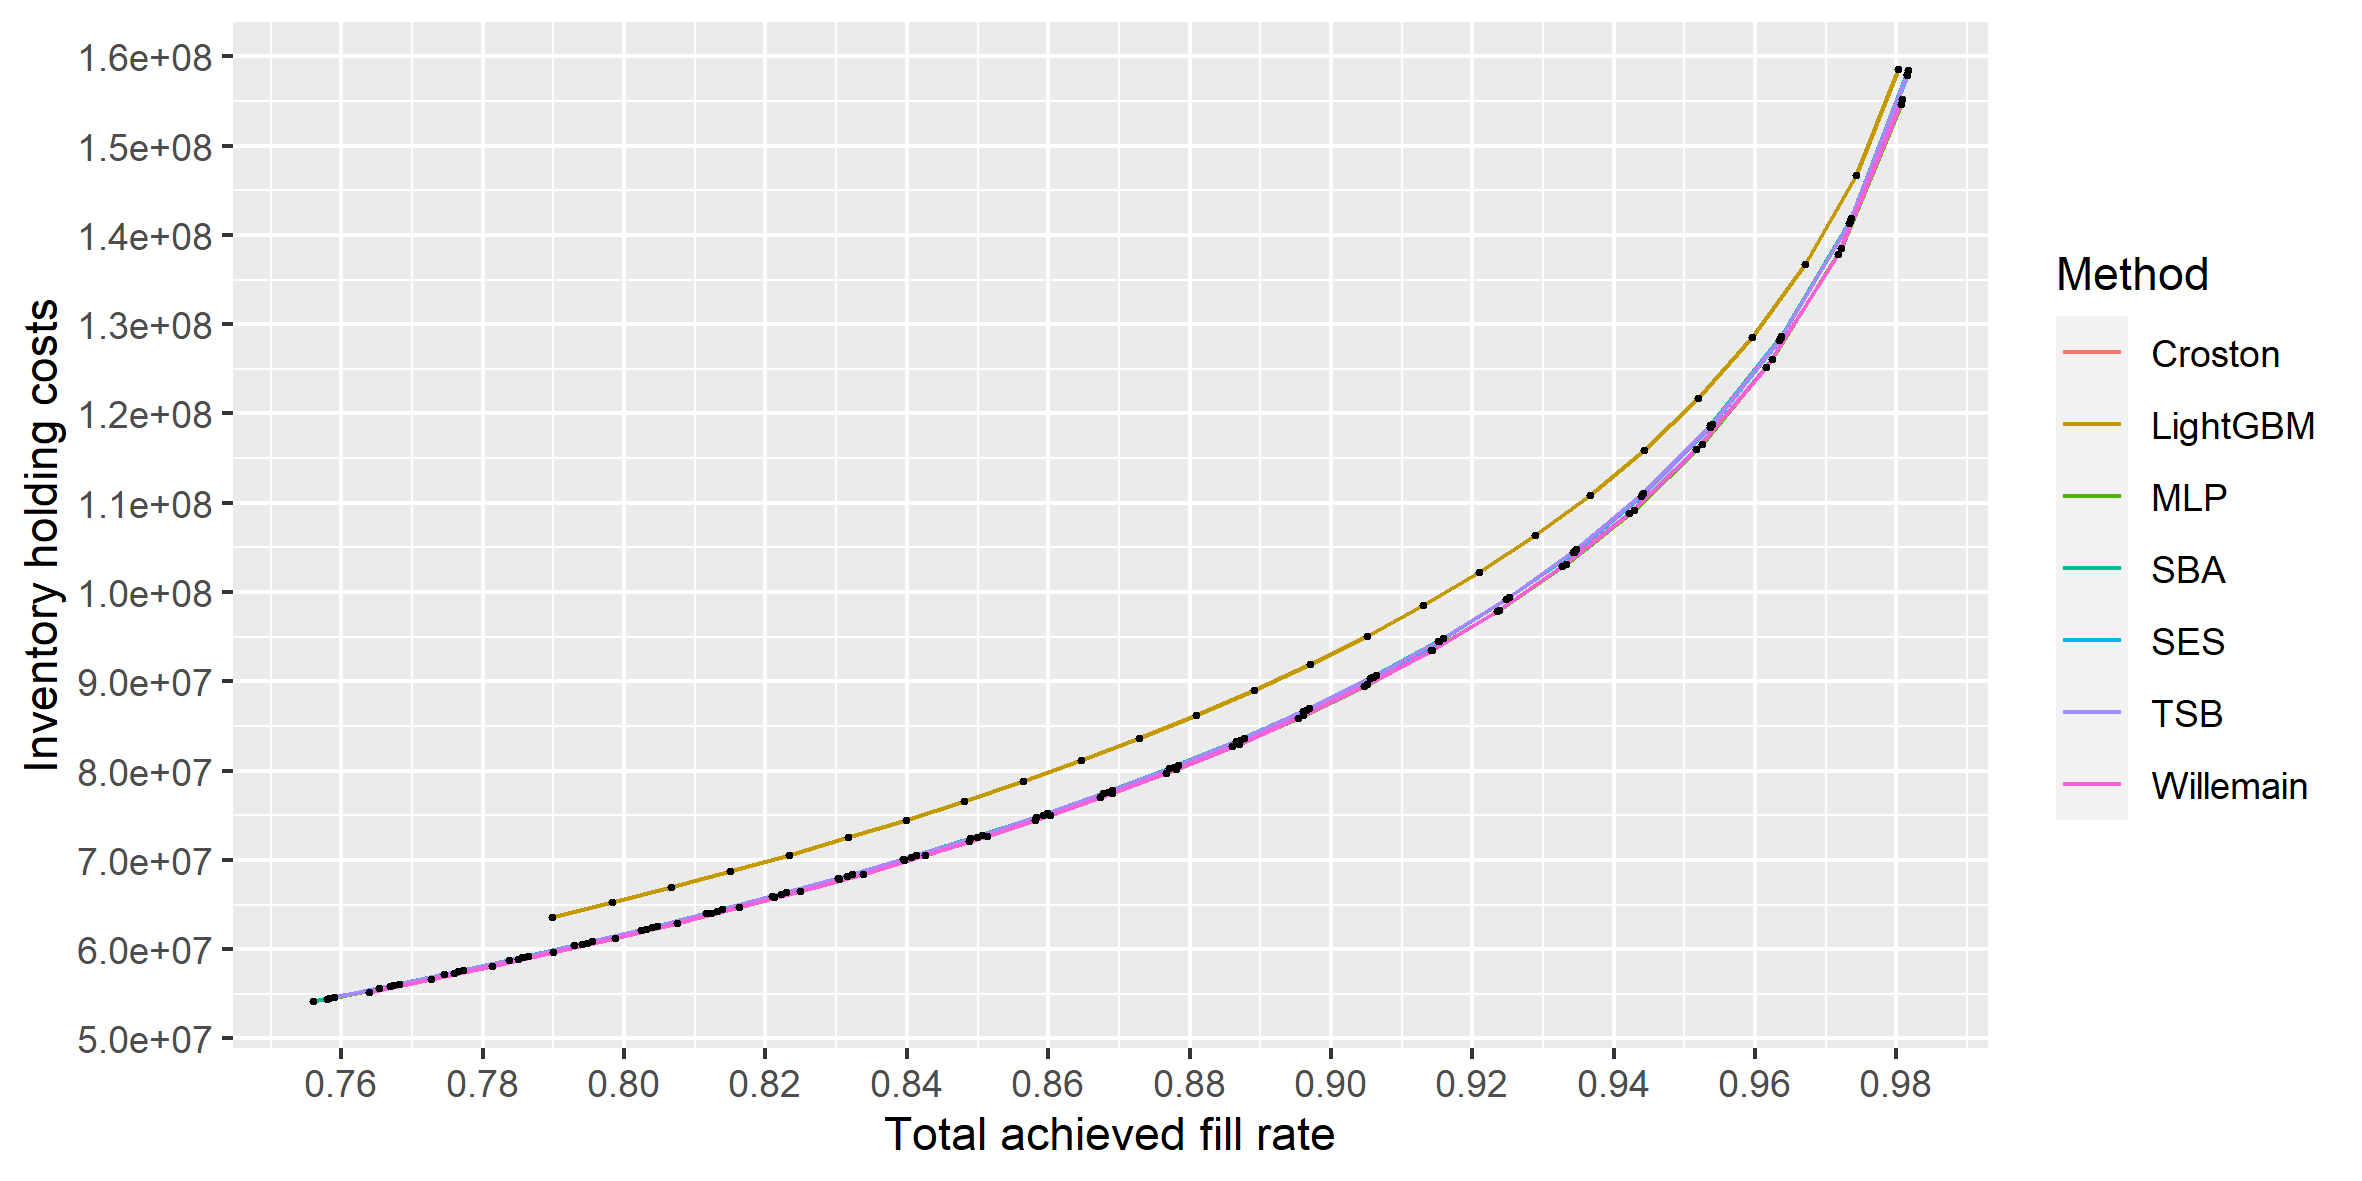 1.6e+08
1.5e+08
1.4e+08
1.3e+08
1.2e+08
1.1e+08
1.0e+08
9.0e+07
8.0e+07
7.0e+07
6.0e+07
5.0e+07
Inventory holding costs
0.76 0.78 0.80 0.82 0.84 0.86 0.88 0.90 0.92 0.94 0.96 0.98
Total achieved fill rate
Method
Croston
LightGBM
MLP
SBA
SES
TSB
Willemain